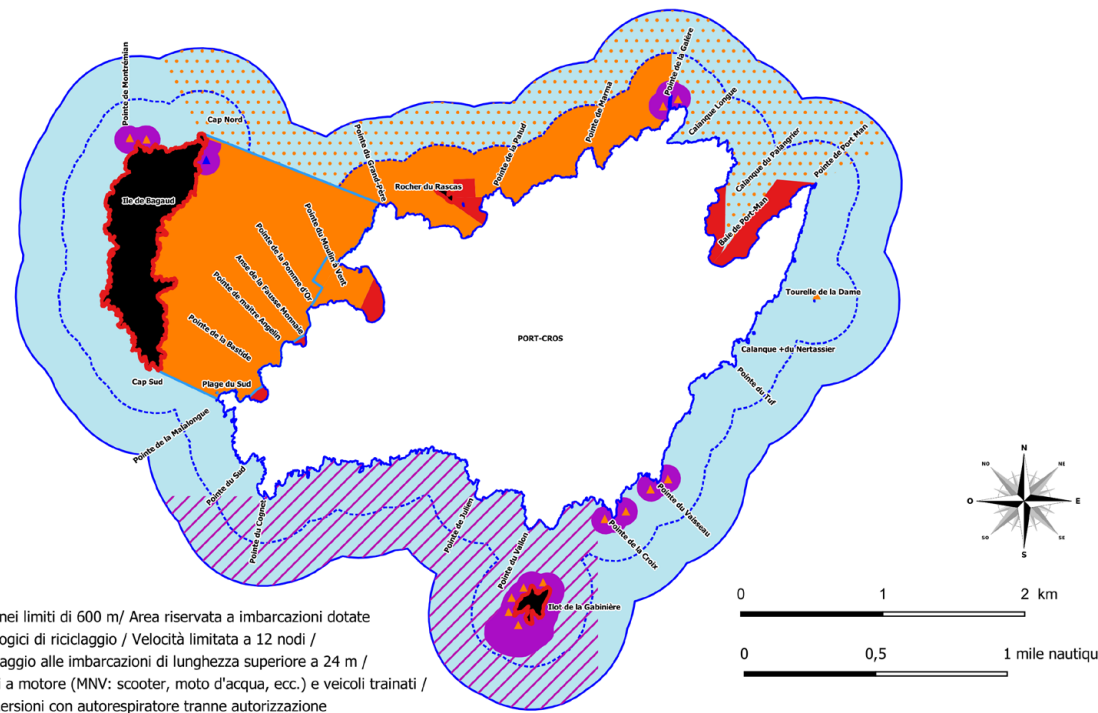 Pointe de Montrémian
Cap Nord
Pointe du Grand-Père
Pointe de la Palud
Pointe de Marma
Pointe de la Galère
Calanque Longue
Calanque du Palangrier
Pointe de Port Man
Rocher du Rascas
Ile de Bagaud
Baie de Port-Man
Pointe du Moulin à Vent
Pointe de la Pomme d'Or
Anse de la Fausse Monnaie
Pointe de maître Angelin
Pointe de la Bastide
Tourelle de la Dame
PORT-CROS
Calanque +du Nertassier
Cap Sud
Plage du Sud
Pointe du Tuf
Pointe de la Malalongue
Pointe du Sud
Pointe du Cognet
Pointe de Julien
Pointe du Vaisseau
Pointe de la Croix
Pointe du Vallon
Ilot de la Gabinière
N
NO
NE
O
E
SO
SE
S
0 1 2 km
0 0,5 1 mile nautiqu
nei limiti di 600 m/ Area riservata a imbarcazioni dotate
ogici di riciclaggio / Velocità limitata a 12 nodi /
aggio alle imbarcazioni di lunghezza superiore a 24 m /
i a motore (MNV: scooter, moto d'acqua, ecc.) e veicoli trainati /
ersioni con autorespiratore tranne autorizzazione